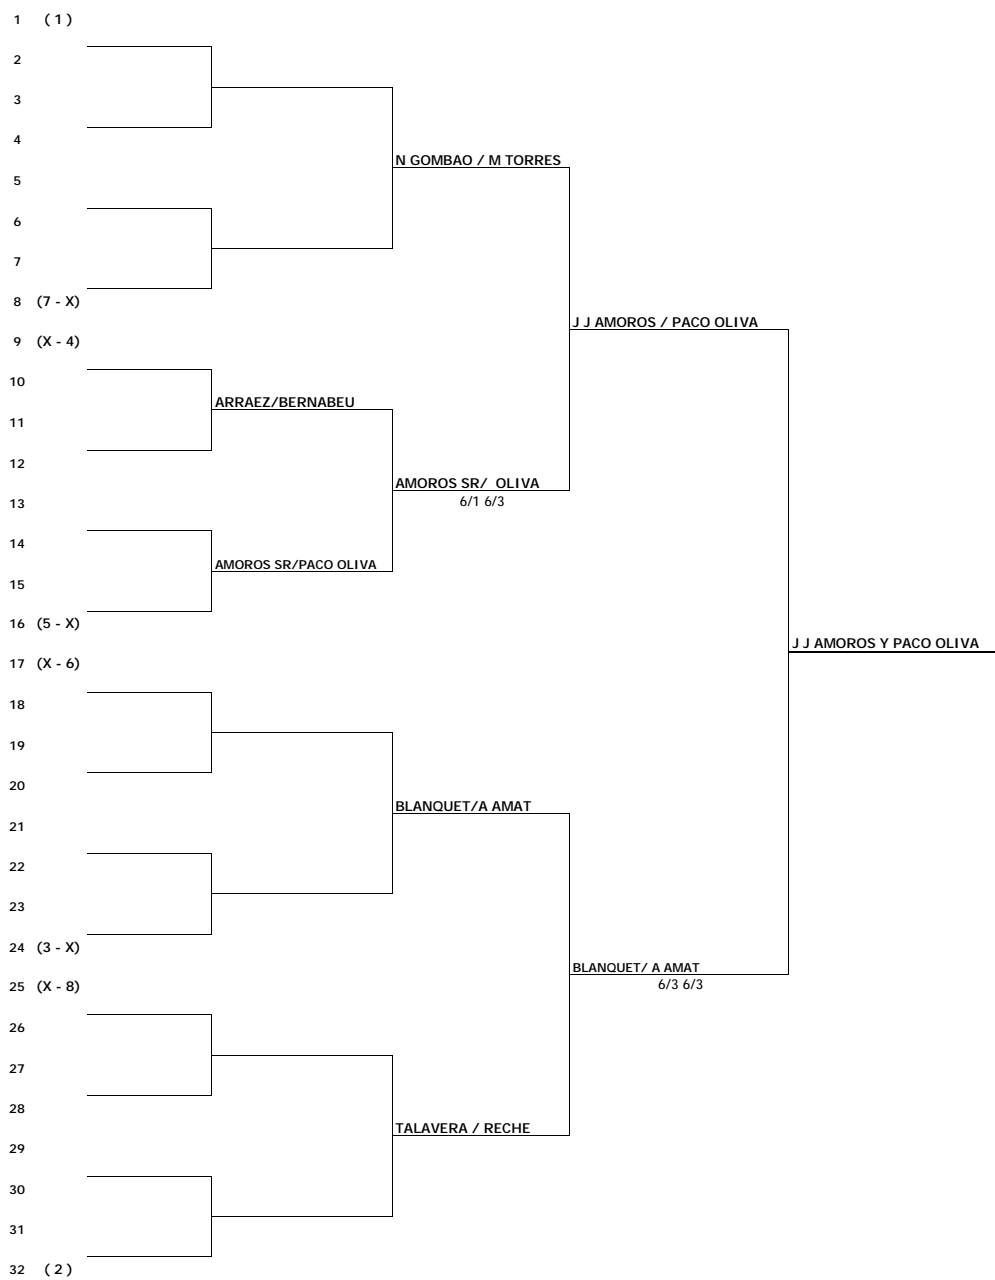 1 ( 1 )
2
3
4
N GOMBAO / M TORRES
5
6
7
8 (7 - X)
J J AMOROS / PACO OLIVA
9 (X - 4)
10
ARRAEZ/BERNABEU
11
12
AMOROS SR/ OLIVA
13
6/1 6/3
14
AMOROS SR/PACO OLIVA
15
16 (5 - X)
J J AMOROS Y PACO OLIVA
17 (X - 6)
18
19
20
BLANQUET/A AMAT
21
22
23
24 (3 - X)
BLANQUET/ A AMAT
25 (X - 8)
6/3 6/3
26
27
28
TALAVERA / RECHE
29
30
31
32 ( 2 )